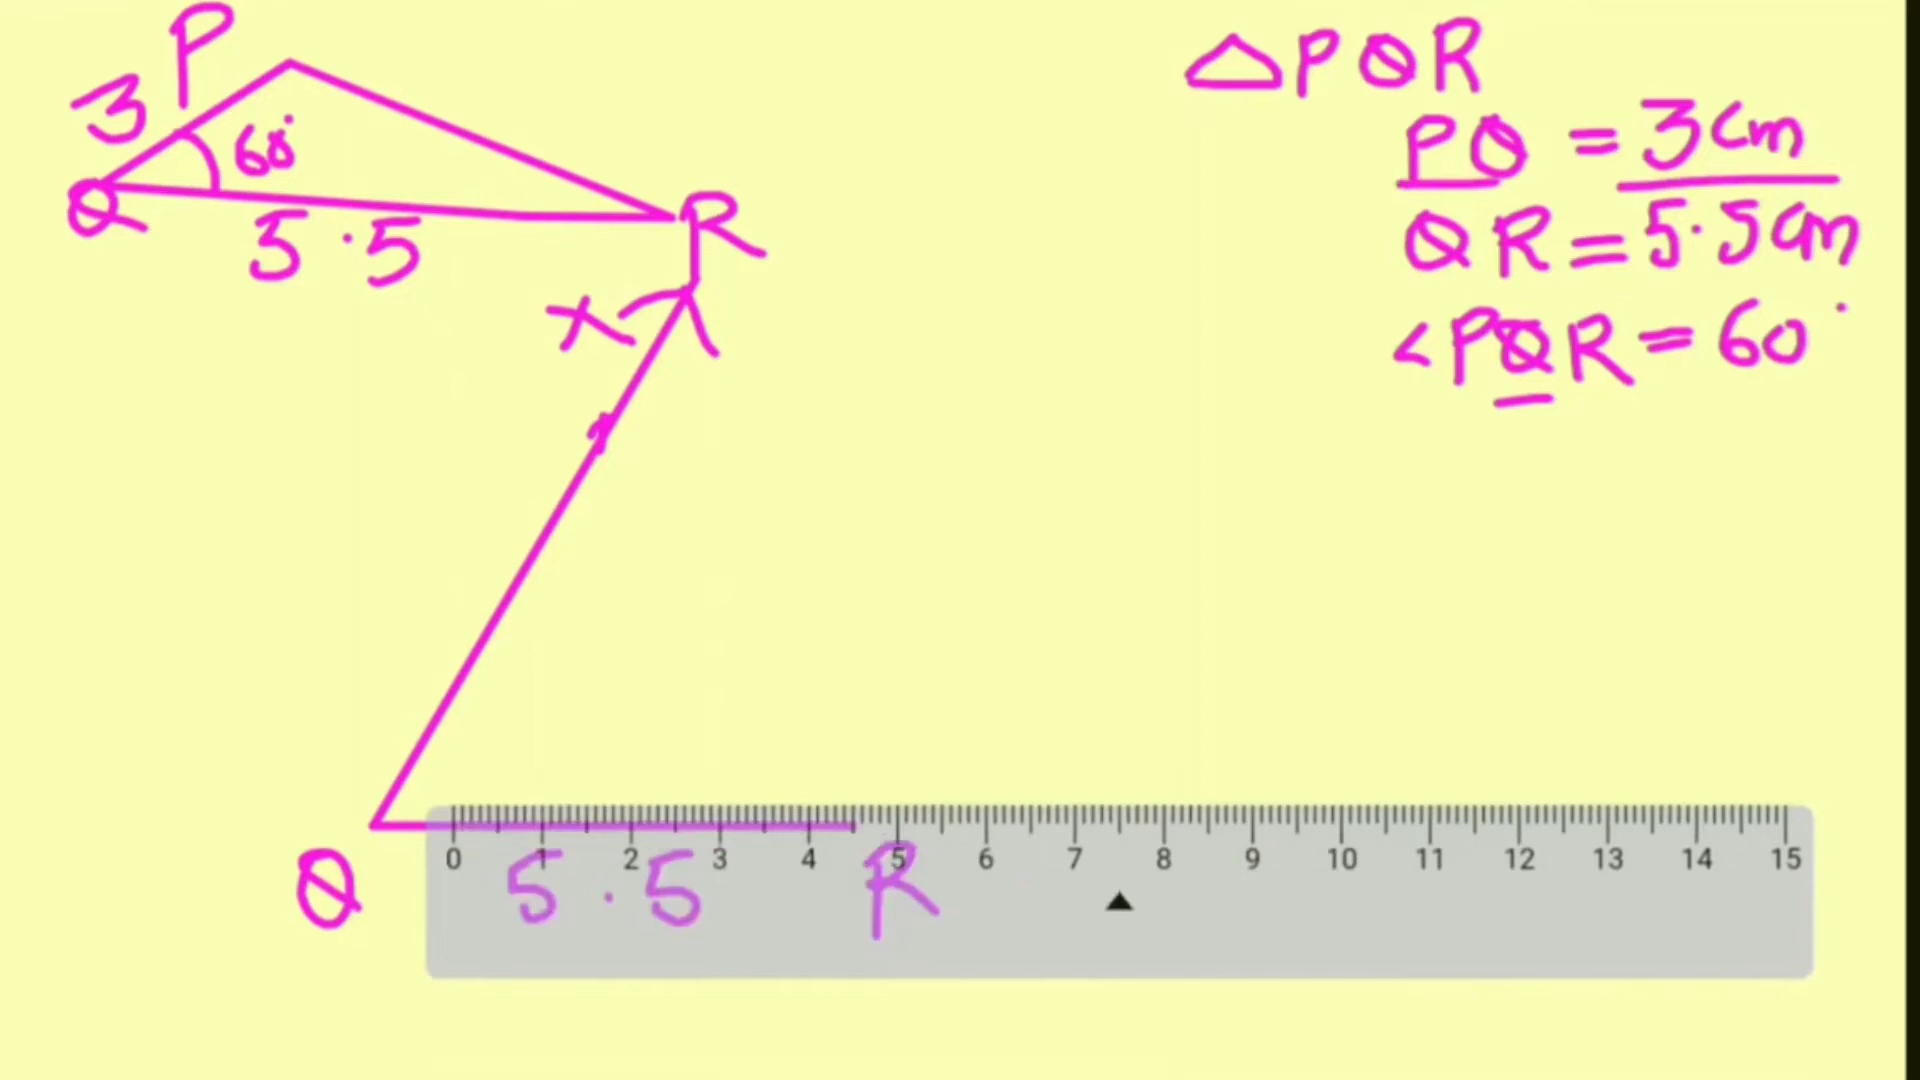 P
3
60°
Q
5.5
R
X
△PQR
PQ = 3cm
QR = 5.5cm
<PQR = 60°
0 1 2 3 4 5 6 7 8 9 10 11 12 13 14 15
Q 5.5 R